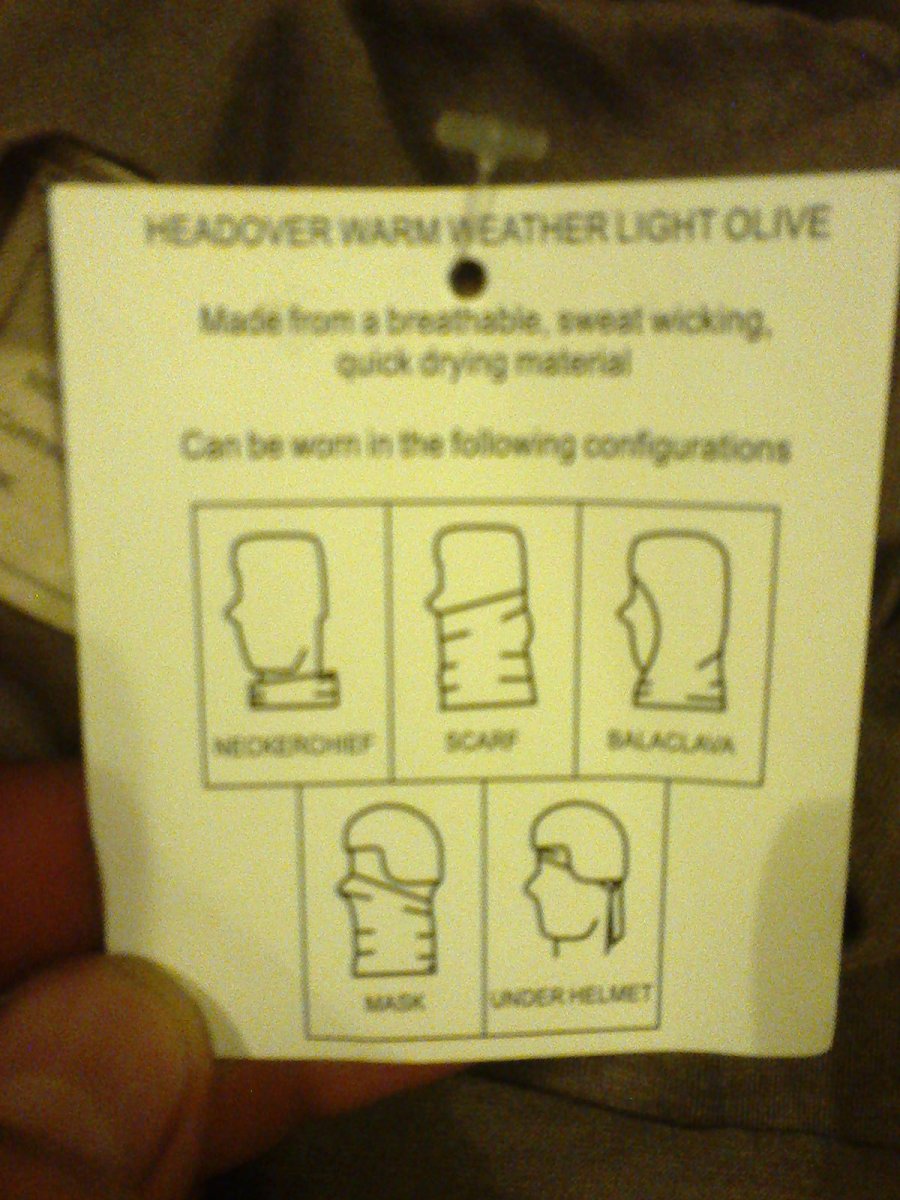 HEADOVER WARM WEATHER LIGHT OLIVE
Made from a breathable, sweat wicking,
quick drying material
Can be worn in the following configurations
NECKERCHIEF
SCARF
BALACLAVA
MASK
UNDER HELMET